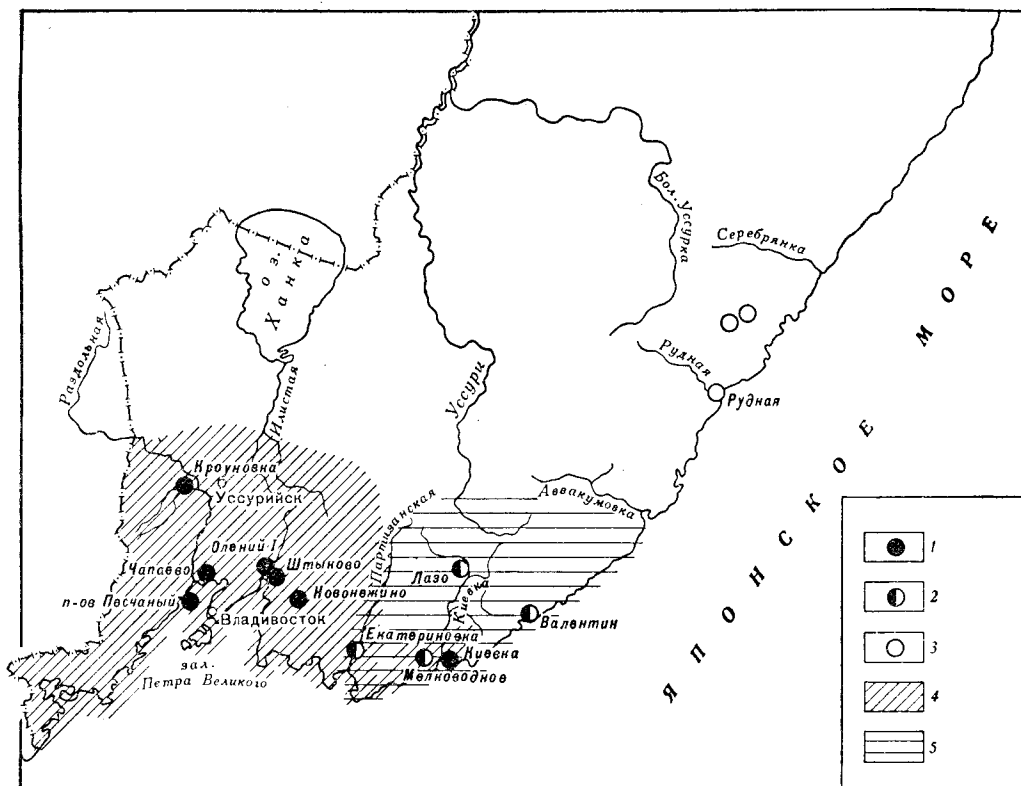 Бол. Уссурка
Серебрянка
оз.
Ханка
Раздольная
Рудная
Рудная
ЯПОНСКОЕ МОРЕ
Илистая
Уссури
Кроуновка
Уссурийск
Партизанская
Аввакумовка
Олений I
Штыково
Чапаево
Лазо
Новонежино
Киевка
п-ов Песчаный
Владивосток
Валентин
Екатериновка
Киевка
Мелководное
зал.
Петра Великого
1
2
3
4
5